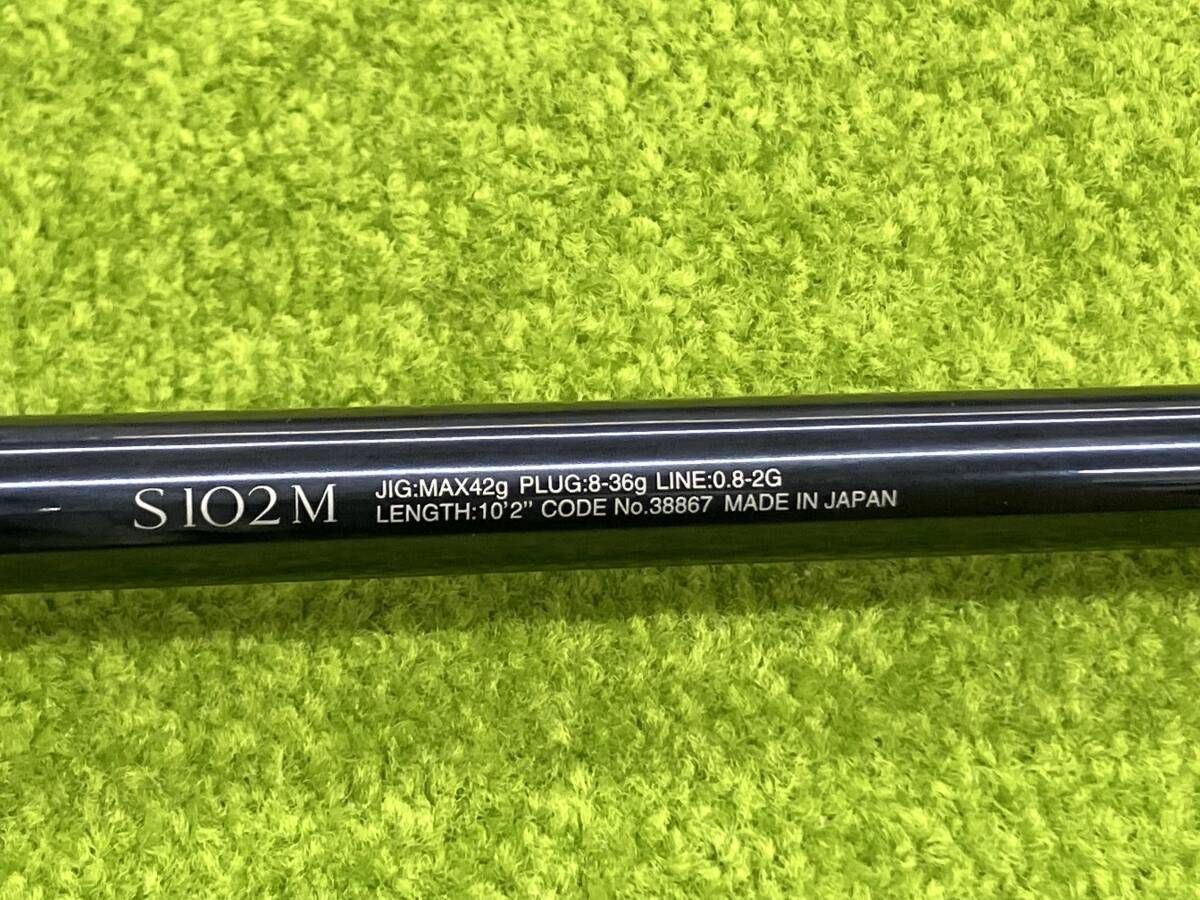 S102M
JIG:MAX42g PLUG:8-36g LINE:0.8-2G
LENGTH:10'2" CODE No.38867 MADE IN JAPAN